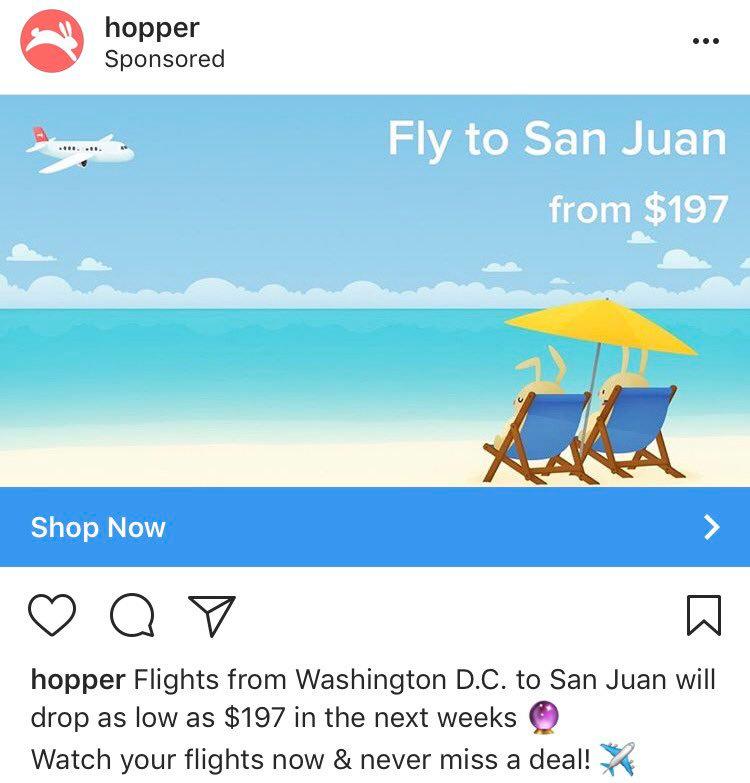 hopper
Sponsored
Fly to San Juan
from $197
Shop Now
hopper Flights from Washington D.C. to San Juan will
drop as low as $197 in the next weeks 🔮
Watch your flights now & never miss a deal! ✈️